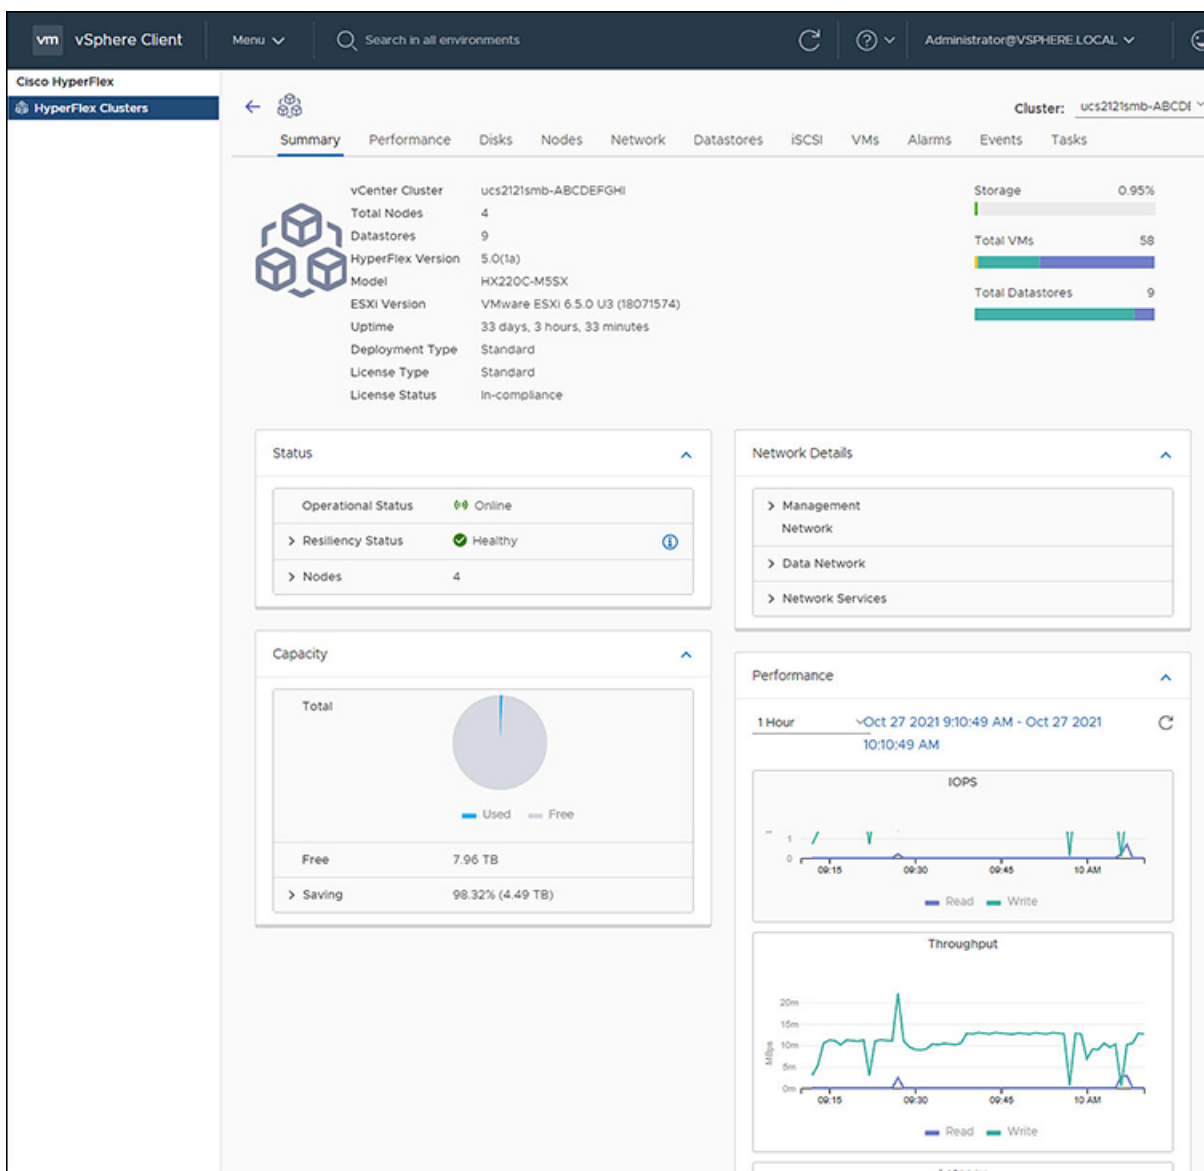 vm vSphere Client Menu Search in all environments Administrator@VSPHERE.LOCAL
Cisco HyperFlex
HyperFlex Clusters
Cluster: ucs2121smb-ABCDE
Summary Performance Disks Nodes Network Datastores iSCSI VMs Alarms Events Tasks
vCenter Cluster ucs2121smb-ABCDEFGHI
Total Nodes 4
Datastores 9
HyperFlex Version 5.0(1a)
Model HX220C-M5SX
ESXi Version VMware ESXi 6.5.0 U3 (18071574)
Uptime 33 days, 3 hours, 33 minutes
Deployment Type Standard
License Type Standard
License Status In-compliance
Storage 0.95%
Total VMs 58
Total Datastores 9
Status
Operational Status Online
Resiliency Status Healthy
Nodes 4
Capacity
Total
Used Free
Free 7.96 TB
Saving 98.32% (4.49 TB)
Network Details
Management
Network
Data Network
Network Services
Performance
1 Hour Oct 27 2021 9:10:49 AM - Oct 27 2021
10:10:49 AM
IOPS
1
0
09:15 09:30 09:45 10 AM
Read Write
Throughput
20m
15m
10m
5m
0m
MBps
09:15 09:30 09:45 10 AM
Read Write